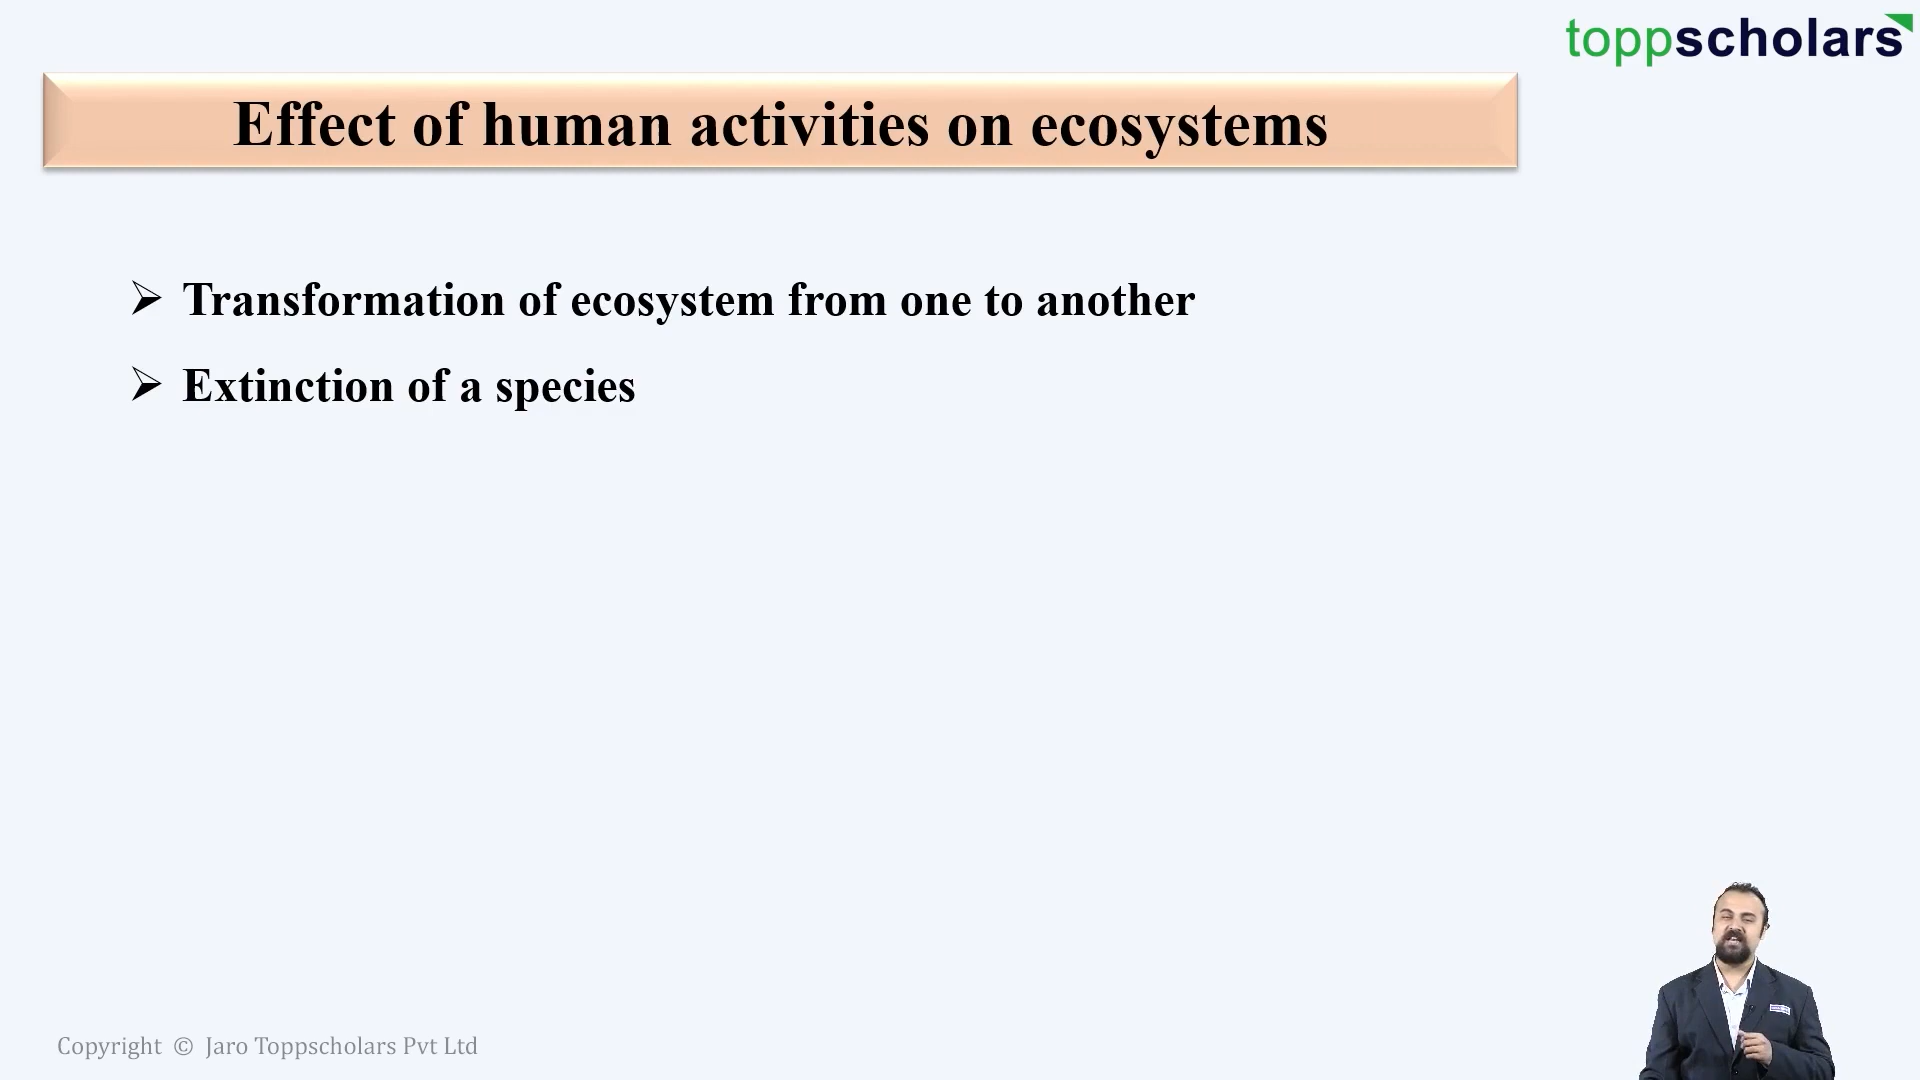 toppscholars
Effect of human activities on ecosystems
➢ Transformation of ecosystem from one to another
➢ Extinction of a species
Copyright © Jaro Toppscholars Pvt Ltd